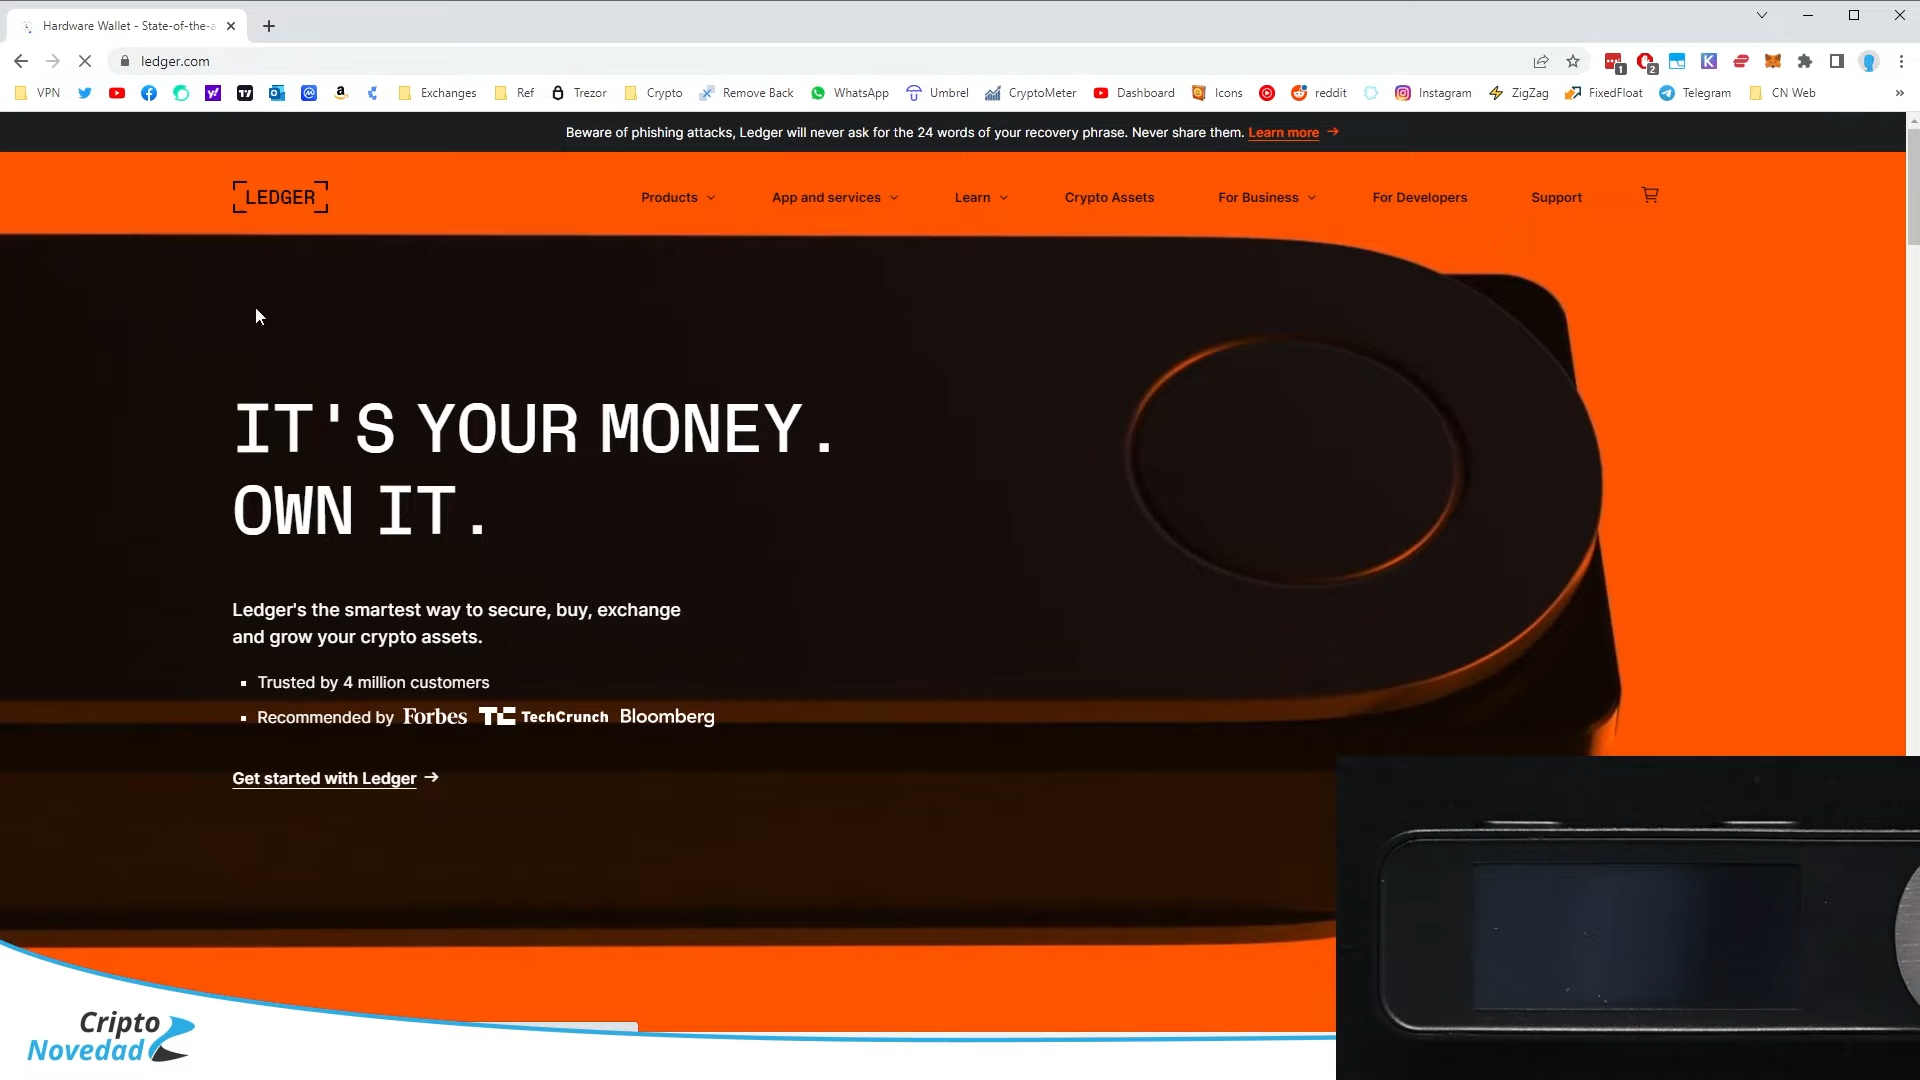 Hardware Wallet - State-of-the-a
ledger.com
1
2
VPN
Exchanges
Ref
Trezor
Crypto
Remove Back
WhatsApp
Umbrel
CryptoMeter
Dashboard
Icons
reddit
Instagram
ZigZag
FixedFloat
Telegram
CN Web
Beware of phishing attacks, Ledger will never ask for the 24 words of your recovery phrase. Never share them. Learn more →
LEDGER
Products
App and services
Learn
Crypto Assets
For Business
For Developers
Support
IT'S YOUR MONEY.
OWN IT.
Ledger's the smartest way to secure, buy, exchange
and grow your crypto assets.
Trusted by 4 million customers
Recommended by Forbes TC TechCrunch Bloomberg
Get started with Ledger →
Cripto
Novedad